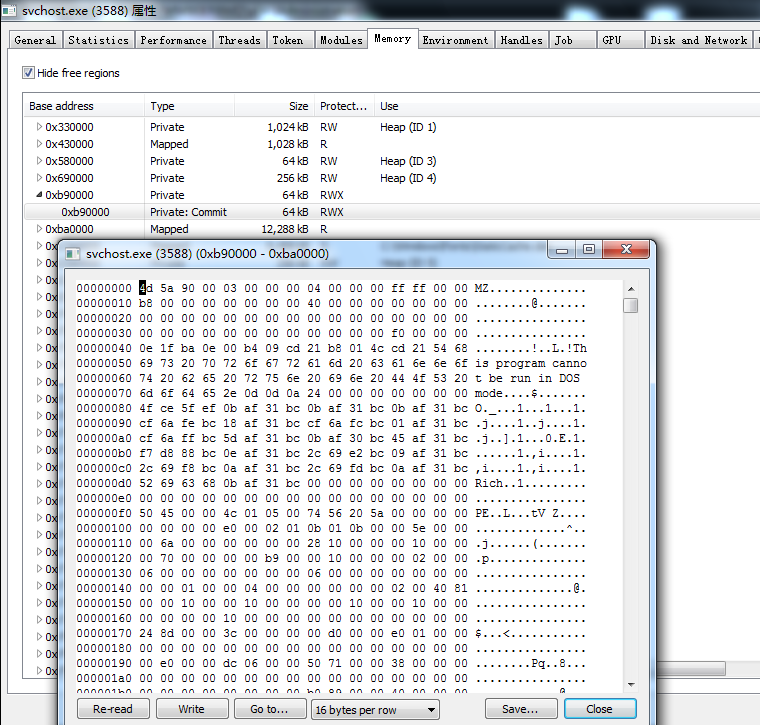 svchost.exe (3588) 属性
General Statistics Performance Threads Token Modules Memory Environment Handles Job GPU Disk and Network
Hide free regions
Base address Type Size Protect... Use
0x330000 Private 1,024 kB RW Heap (ID 1)
0x430000 Mapped 1,028 kB R
0x580000 Private 64 kB RW Heap (ID 3)
0x690000 Private 256 kB RW Heap (ID 4)
0xb90000 Private 64 kB RWX
0xb90000 Private: Commit 64 kB RWX
0xba0000 Mapped 12,288 kB R
svchost.exe (3588) (0xb90000 - 0xba0000)
00000000 4d 5a 90 00 03 00 00 00 04 00 00 00 ff ff 00 00 MZ..............
00000010 b8 00 00 00 00 00 00 00 40 00 00 00 00 00 00 00 ........@.......
00000020 00 00 00 00 00 00 00 00 00 00 00 00 00 00 00 00 ................
00000030 00 00 00 00 00 00 00 00 00 00 00 00 f0 00 00 00 ................
00000040 0e 1f ba 0e 00 b4 09 cd 21 b8 01 4c cd 21 54 68 ........!..L.!Th
00000050 69 73 20 70 72 6f 67 72 61 6d 20 63 61 6e 6e 6f is program canno
00000060 74 20 62 65 20 72 75 6e 20 69 6e 20 44 4f 53 20 t be run in DOS
00000070 6d 6f 64 65 2e 0d 0d 0a 24 00 00 00 00 00 00 00 mode....$.......
00000080 4f ce 5f ef 0b af 31 bc 0b af 31 bc 0b af 31 bc O._...1...1...1.
00000090 cf 6a fe bc 18 af 31 bc cf 6a fc bc 01 af 31 bc .j....1..j....1.
000000a0 cf 6a ff bc 5d af 31 bc 0b af 30 bc 45 af 31 bc .j..].1...0.E.1.
000000b0 f7 d8 88 bc 0e af 31 bc 2c 69 e2 bc 09 af 31 bc ......1.,i....1.
000000c0 2c 69 f8 bc 0a af 31 bc 2c 69 fd bc 0a af 31 bc ,i....1.,i....1.
000000d0 52 69 63 68 0b af 31 bc 00 00 00 00 00 00 00 00 Rich..1.........
000000e0 00 00 00 00 00 00 00 00 00 00 00 00 00 00 00 00 ................
000000f0 50 45 00 00 4c 01 05 00 74 56 20 5a 00 00 00 00 PE..L...tV Z....
00000100 00 00 00 00 e0 00 02 01 0b 01 0b 00 00 5e 00 00 .............^..
00000110 00 6a 00 00 00 00 00 00 28 10 00 00 00 10 00 00 .j......(.......
00000120 00 70 00 00 00 00 b9 00 00 10 00 00 00 02 00 00 .p..............
00000130 06 00 00 00 00 00 00 00 06 00 00 00 00 00 00 00 ................
00000140 00 00 01 00 00 04 00 00 00 00 00 00 02 00 40 81 ..............@.
00000150 00 00 10 00 00 10 00 00 00 00 10 00 00 10 00 00 ................
00000160 00 00 00 00 10 00 00 00 00 00 00 00 00 00 00 00 ................
00000170 24 8d 00 00 3c 00 00 00 00 d0 00 00 e0 01 00 00 $...<...........
00000180 00 00 00 00 00 00 00 00 00 00 00 00 00 00 00 00 ................
00000190 00 e0 00 00 dc 06 00 00 50 71 00 00 38 00 00 00 ........Pq..8...
000001a0 00 00 00 00 00 00 00 00 00 00 00 00 00 00 00 00 ................
Re-read Write Go to... 16 bytes per row Save... Close